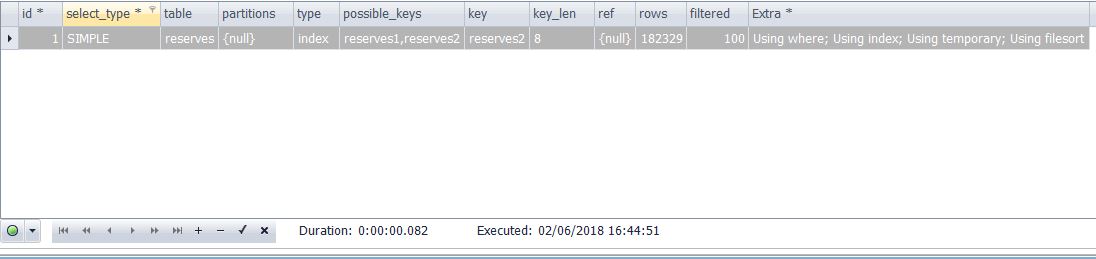 id * select_type * table partitions type possible_keys key key_len ref rows filtered Extra *
1 SIMPLE reserves {null} index reserves1,reserves2 reserves2 8 {null} 182329 100 Using where; Using index; Using temporary; Using filesort
Duration: 0:00:00.082 Executed: 02/06/2018 16:44:51